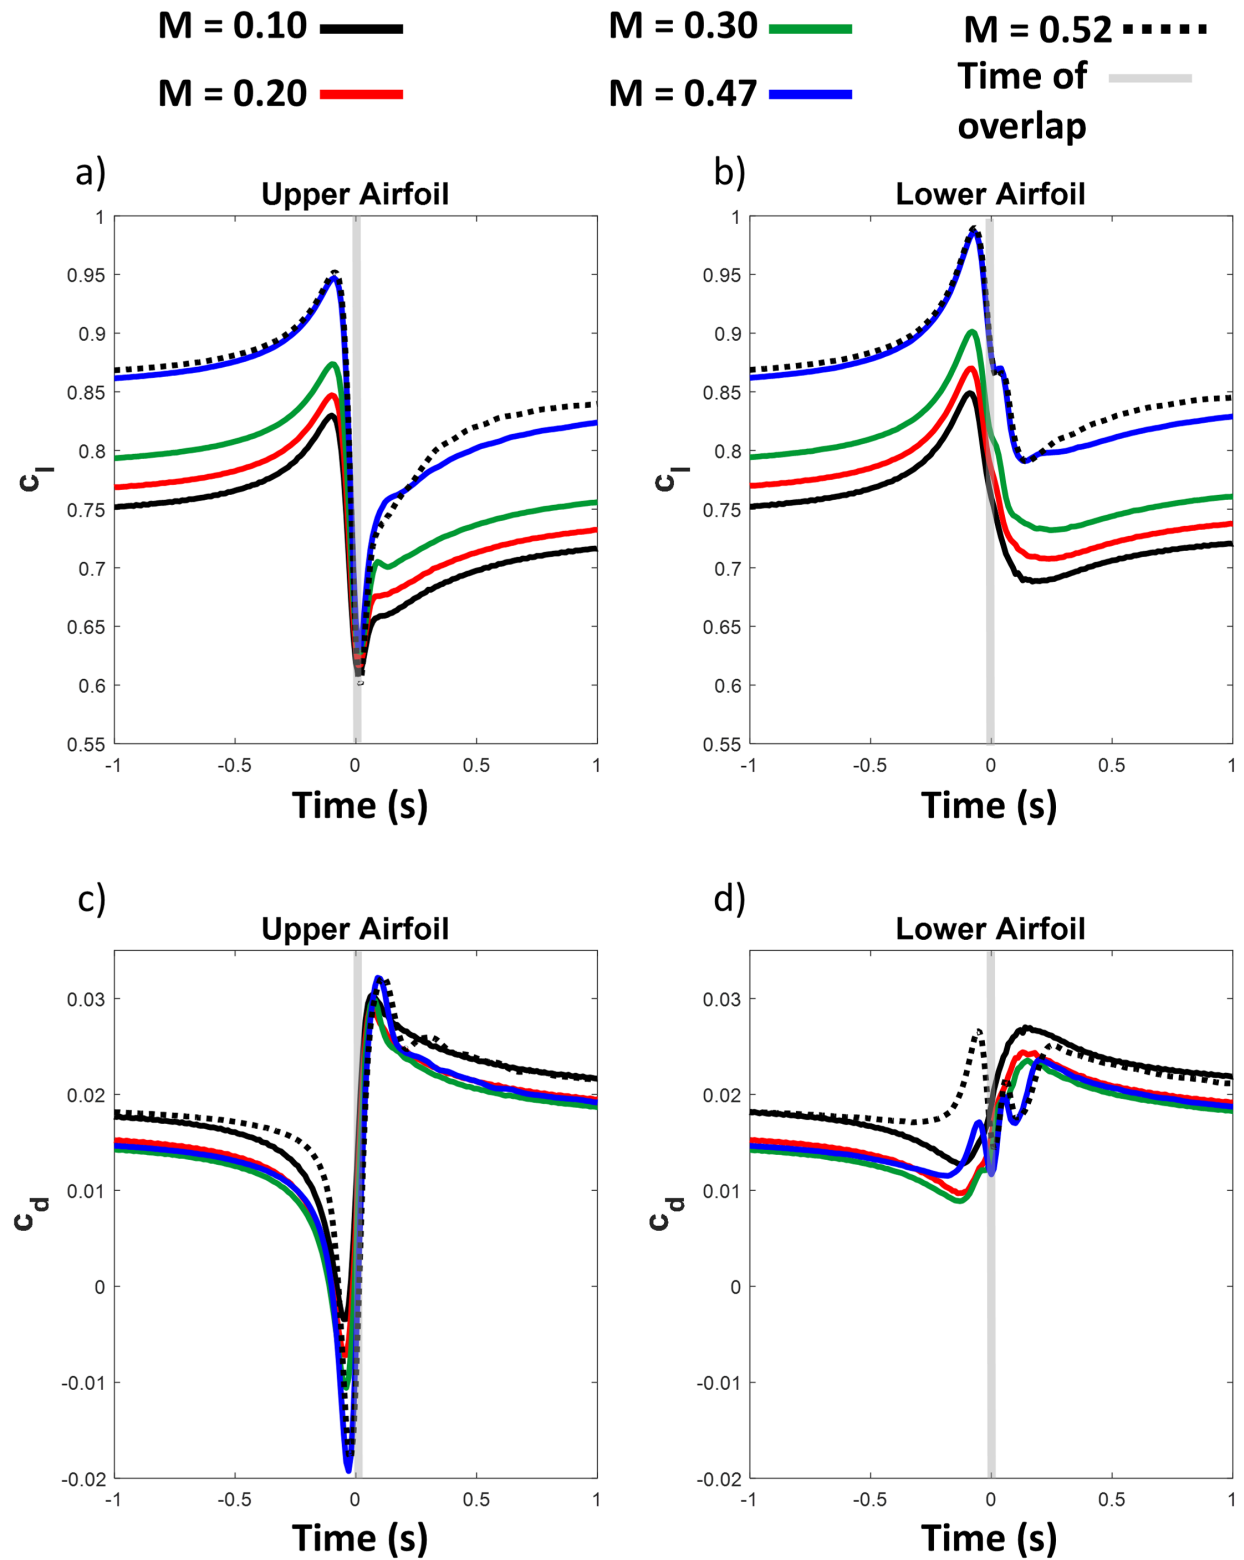 M = 0.10
M = 0.30
M = 0.52
M = 0.20
M = 0.47
Time of
overlap
a)
Upper Airfoil
1
0.95
0.9
0.85
0.8
0.75
0.7
0.65
0.6
0.55
c_l
-1
-0.5
0
0.5
1
Time (s)
b)
Lower Airfoil
1
0.95
0.9
0.85
0.8
0.75
0.7
0.65
0.6
0.55
c_l
-1
-0.5
0
0.5
1
Time (s)
c)
Upper Airfoil
0.03
0.02
0.01
0
-0.01
-0.02
c_d
-1
-0.5
0
0.5
1
Time (s)
d)
Lower Airfoil
0.03
0.02
0.01
0
-0.01
-0.02
c_d
-1
-0.5
0
0.5
1
Time (s)